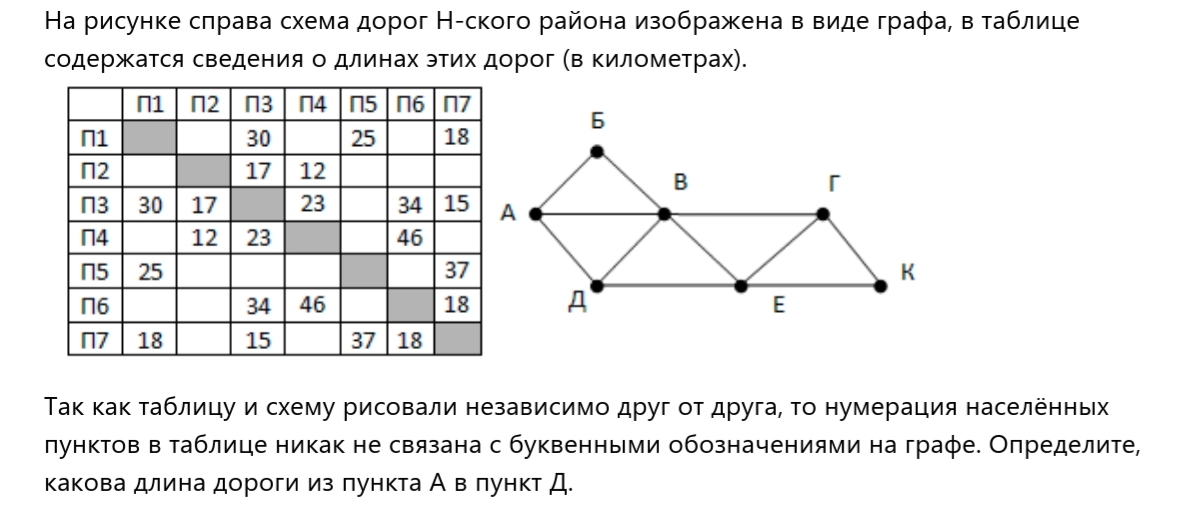 На рисунке справа схема дорог Н-ского района изображена в виде графа, в таблице
содержатся сведения о длинах этих дорог (в километрах).
П1 П2 П3 П4 П5 П6 П7
П1 30 25 18
П2 17 12
П3 30 17 23 34 15
П4 12 23 46
П5 25 37
П6 34 46 18
П7 18 15 37 18
Б
В Г
А
К
Д Е
Так как таблицу и схему рисовали независимо друг от друга, то нумерация населённых
пунктов в таблице никак не связана с буквенными обозначениями на графе. Определите,
какова длина дороги из пункта А в пункт Д.